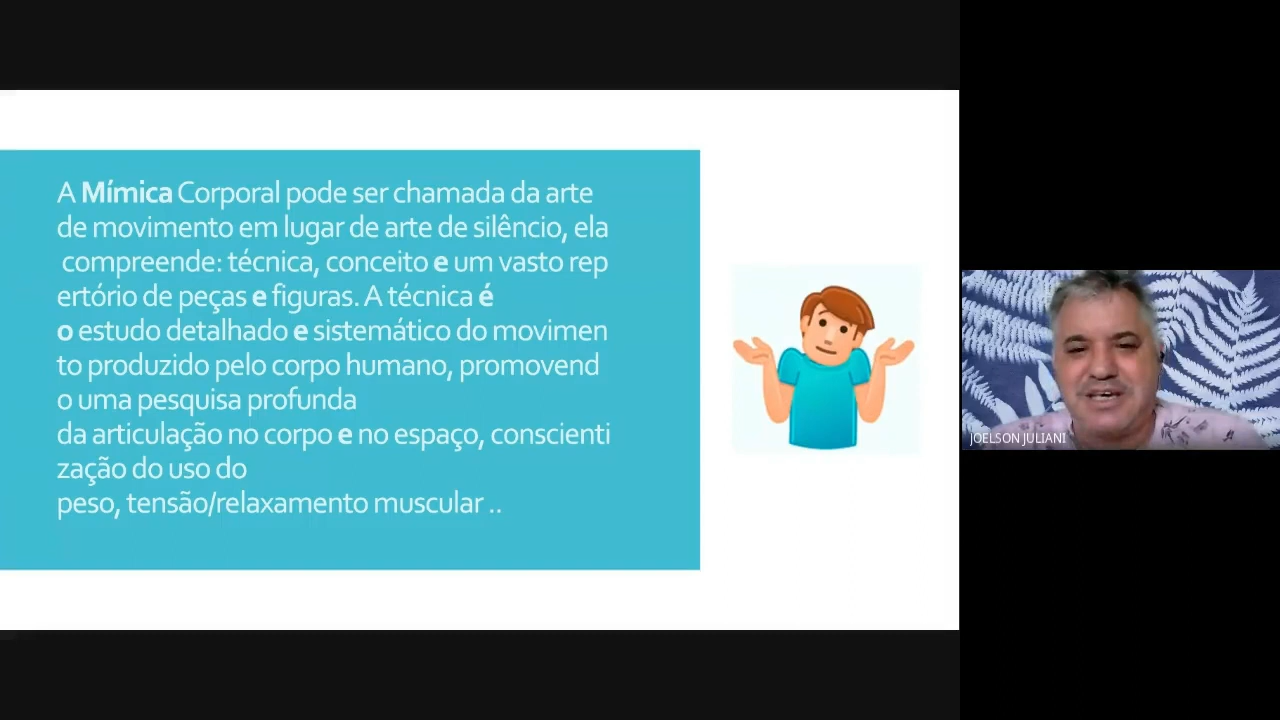 A Mímica Corporal pode ser chamada da arte
de movimento em lugar de arte de silêncio, ela
compreende: técnica, conceito e um vasto rep
ertório de peças e figuras. A técnica é
o estudo detalhado e sistemático do movimen
to produzido pelo corpo humano, promovend
o uma pesquisa profunda
da articulação no corpo e no espaço, conscienti
zação do uso do
peso, tensão/relaxamento muscular ..
JOELSON JULIANI